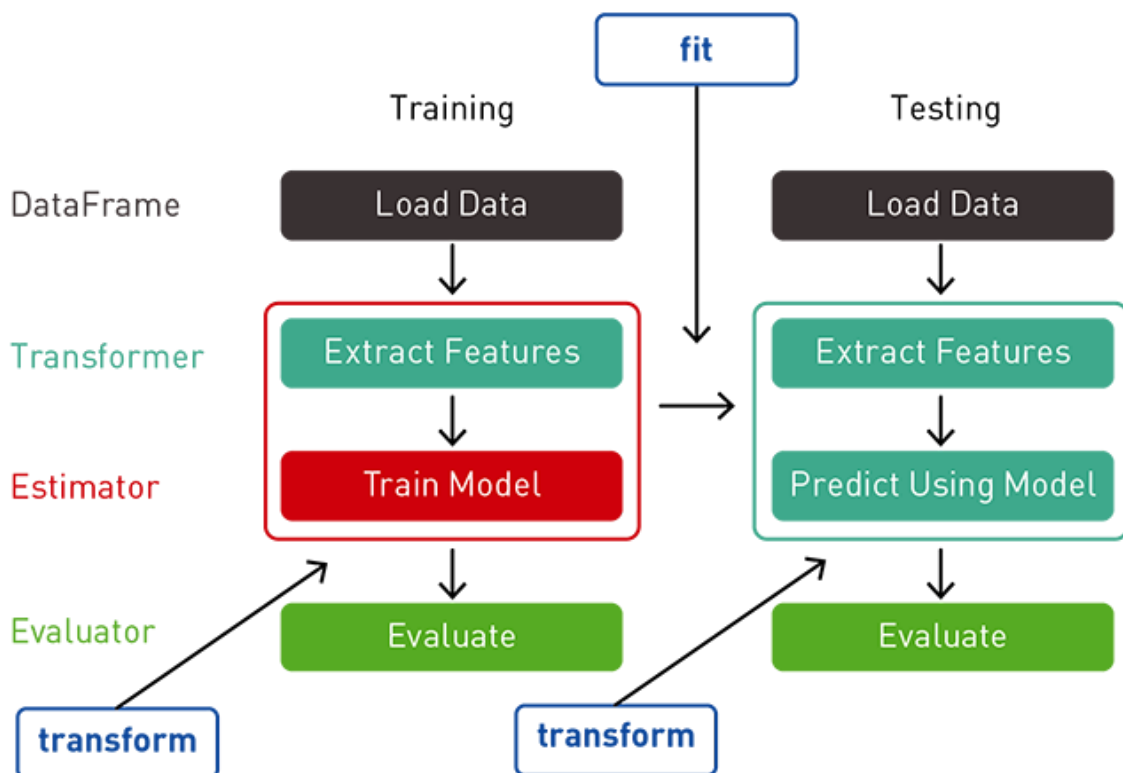 fit
Training
Testing
DataFrame
Load Data
Load Data
Transformer
Extract Features
Extract Features
Estimator
Train Model
Predict Using Model
Evaluator
Evaluate
Evaluate
transform
transform